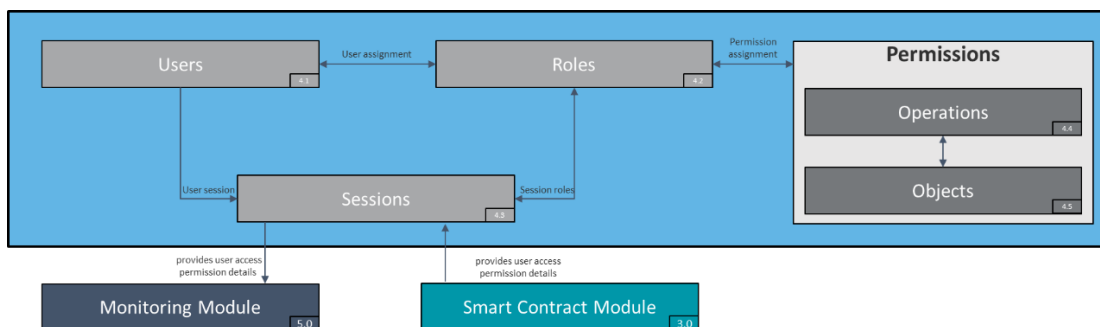 Users
4.1
User assignment
Roles
4.2
Permission
assignment
Permissions
Operations
4.4
Objects
4.5
User session
Sessions
4.3
Session roles
provides user access
permission details
provides user access
permission details
Monitoring Module
5.0
Smart Contract Module
3.0